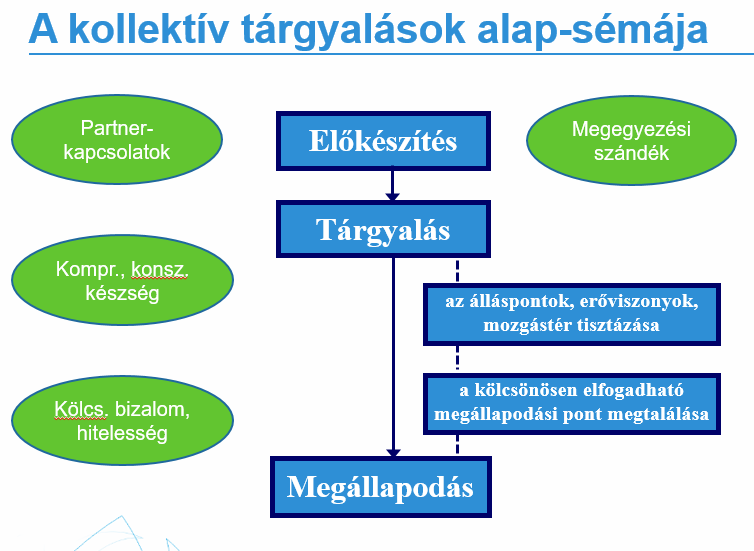 A kollektív tárgyalások alap-sémája
Partner-
kapcsolatok
Előkészítés
Megegyezési
szándék
Tárgyalás
Kompr., konsz.
készség
az álláspontok, erőviszonyok,
mozgástér tisztázása
Kölcs. bizalom,
hitelesség
a kölcsönösen elfogadható
megállapodási pont megtalálása
Megállapodás